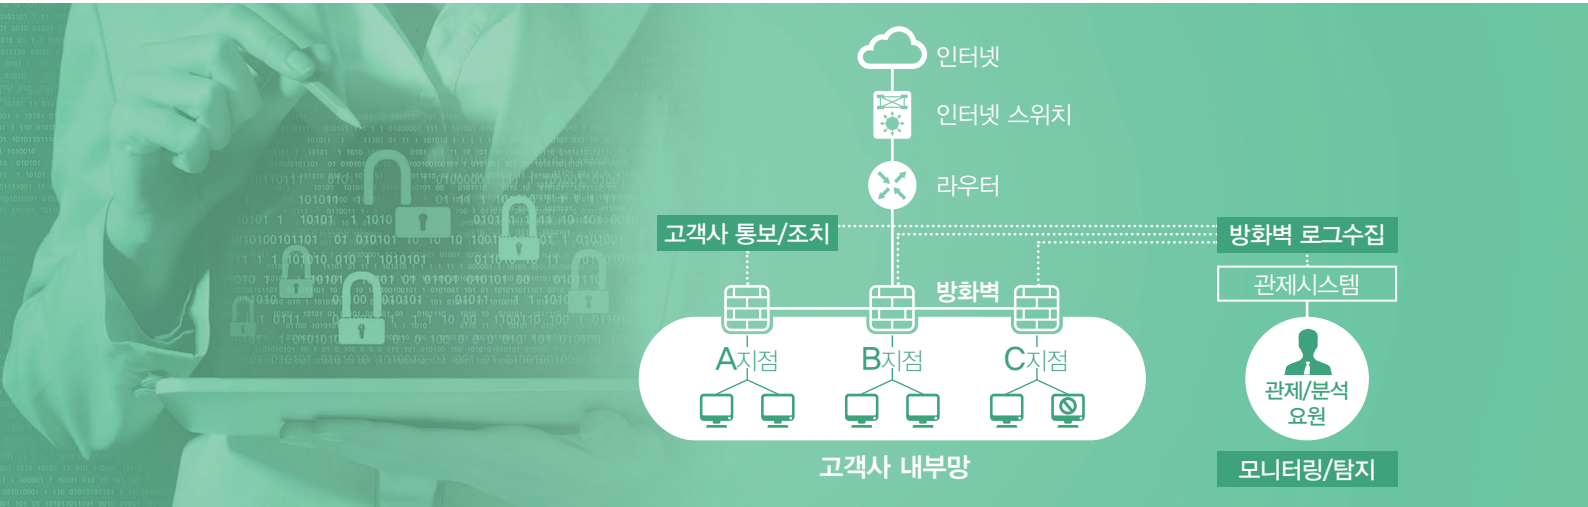 인터넷
인터넷 스위치
라우터
고객사 통보/조치
방화벽 로그수집
관제시스템
방화벽
A지점
B지점
C지점
관제/분석
요원
고객사 내부망
모니터링/탐지